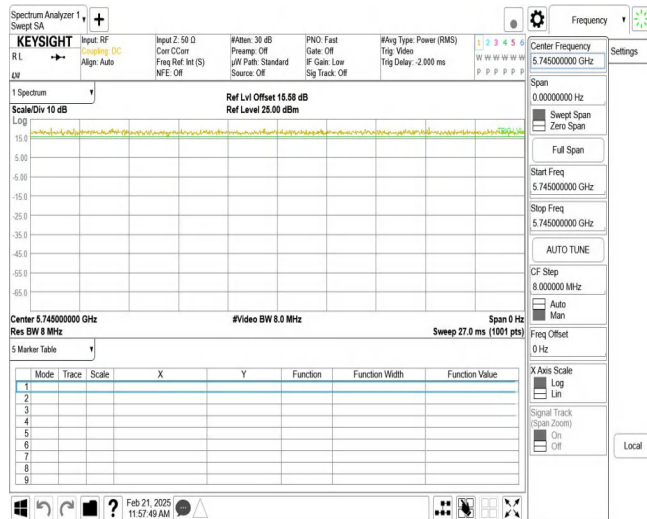 Spectrum Analyzer 1
Swept SA
Frequency
KEYSIGHT
RL
Input: RF
Coupling: DC
Align: Auto
Input Z: 50 Ω
Corr CCorr
Freq Ref: Int (S)
NFE: Off
#Atten: 30 dB
Preamp: Off
µW Path: Standard
Source: Off
PNO: Fast
Gate: Off
IF Gain: Low
Sig Track: Off
#Avg Type: Power (RMS)
Trig: Video
Trig Delay: -2.000 ms
1 2 3 4 5 6
W W W W W W
P P P P P P
1 Spectrum
Scale/Div 10 dB
Ref Lvl Offset 15.58 dB
Ref Level 25.00 dBm
Log
15.0
5.00
-5.00
-15.0
-25.0
-35.0
-45.0
-55.0
-65.0
Center 5.745000000 GHz
Res BW 8 MHz
#Video BW 8.0 MHz
Span 0 Hz
Sweep 27.0 ms (1001 pts)
5 Marker Table
Mode Trace Scale X Y Function Function Width Function Value
1
2
3
4
5
6
7
8
9
Feb 21, 2025
11:57:49 AM
Center Frequency
5.745000000 GHz
Span
0.00000000 Hz
Swept Span
Zero Span
Full Span
Start Freq
5.745000000 GHz
Stop Freq
5.745000000 GHz
AUTO TUNE
CF Step
8.000000 MHz
Auto
Man
Freq Offset
0 Hz
X Axis Scale
Log
Lin
Signal Track
(Span Zoom)
On
Off
Settings
Local